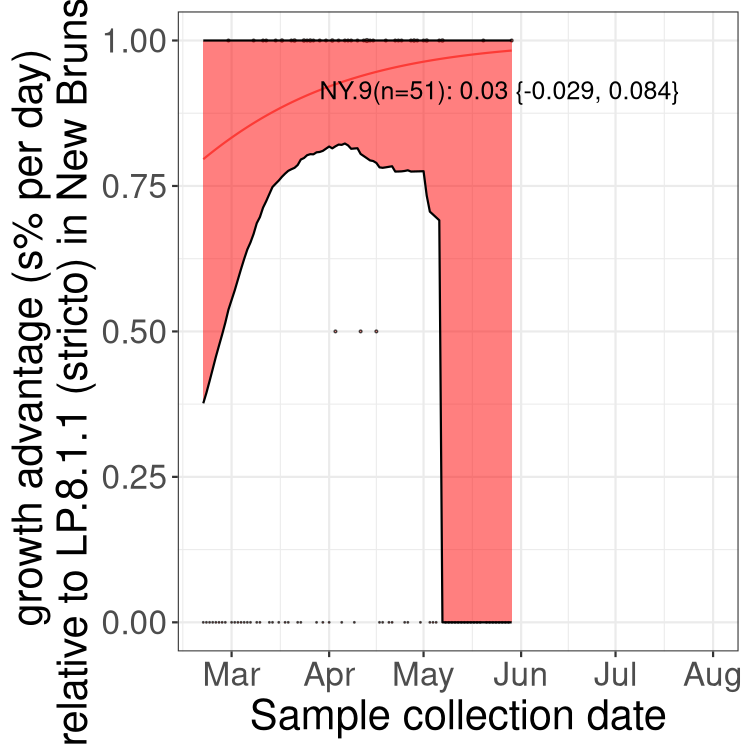 growth advantage (s% per day)
relative to LP.8.1.1 (stricto) in New Bruns
1.00
0.75
0.50
0.25
0.00
NY.9(n=51): 0.03 {-0.029, 0.084}
Mar Apr May Jun Jul Aug
Sample collection date